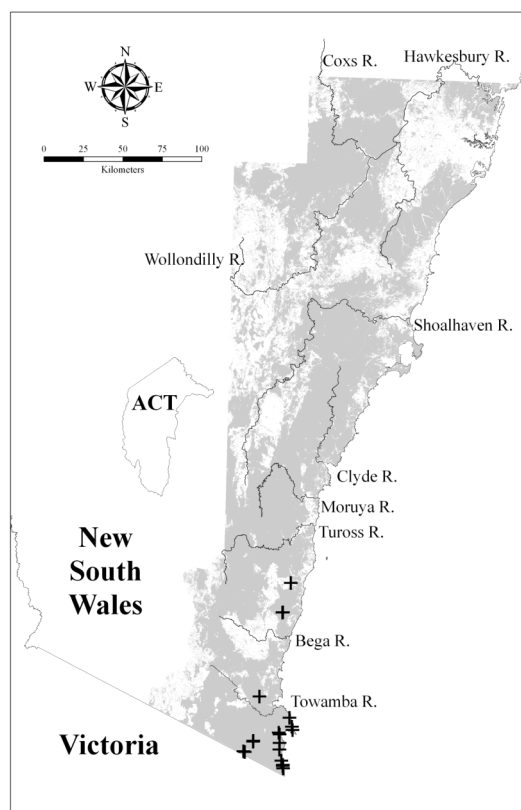 Coxs R.
Hawkesbury R.
N
W
E
S
0 25 50 75 100
Kilometers
Wollondilly R.
Shoalhaven R.
ACT
Clyde R.
Moruya R.
Tuross R.
New
South
Wales
Bega R.
Towamba R.
Victoria